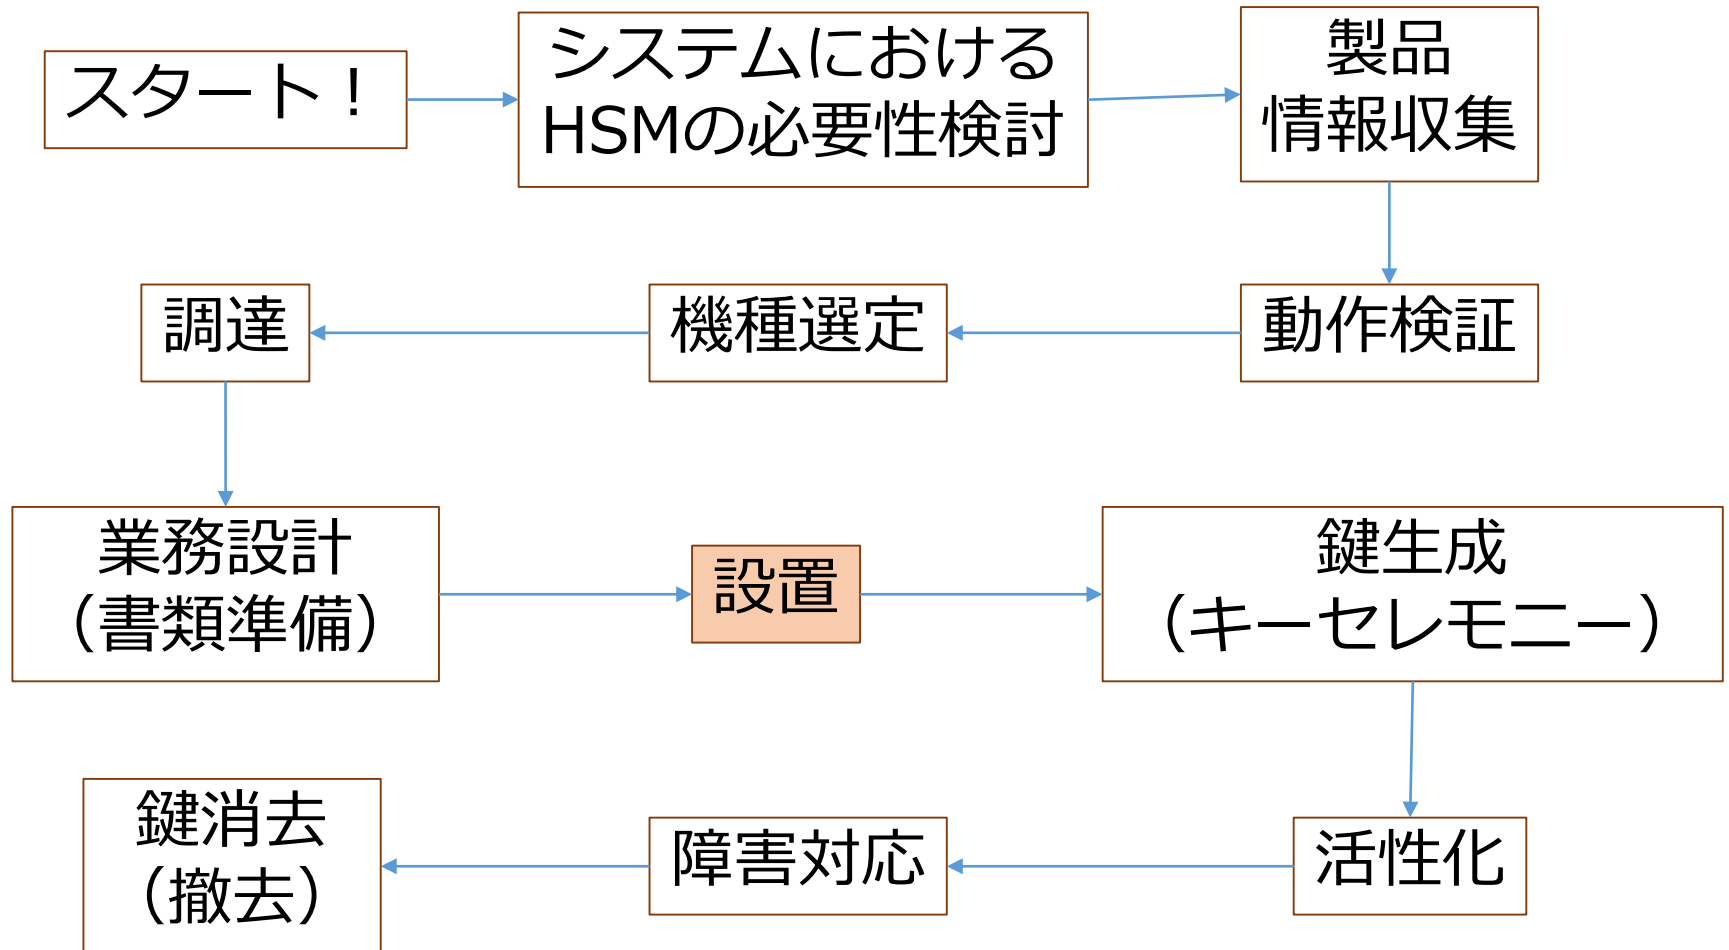 スタート！
システムにおける
HSMの必要性検討
製品
情報収集
動作検証
機種選定
調達
業務設計
（書類準備）
設置
鍵生成
（キーセレモニー）
活性化
障害対応
鍵消去
（撤去）